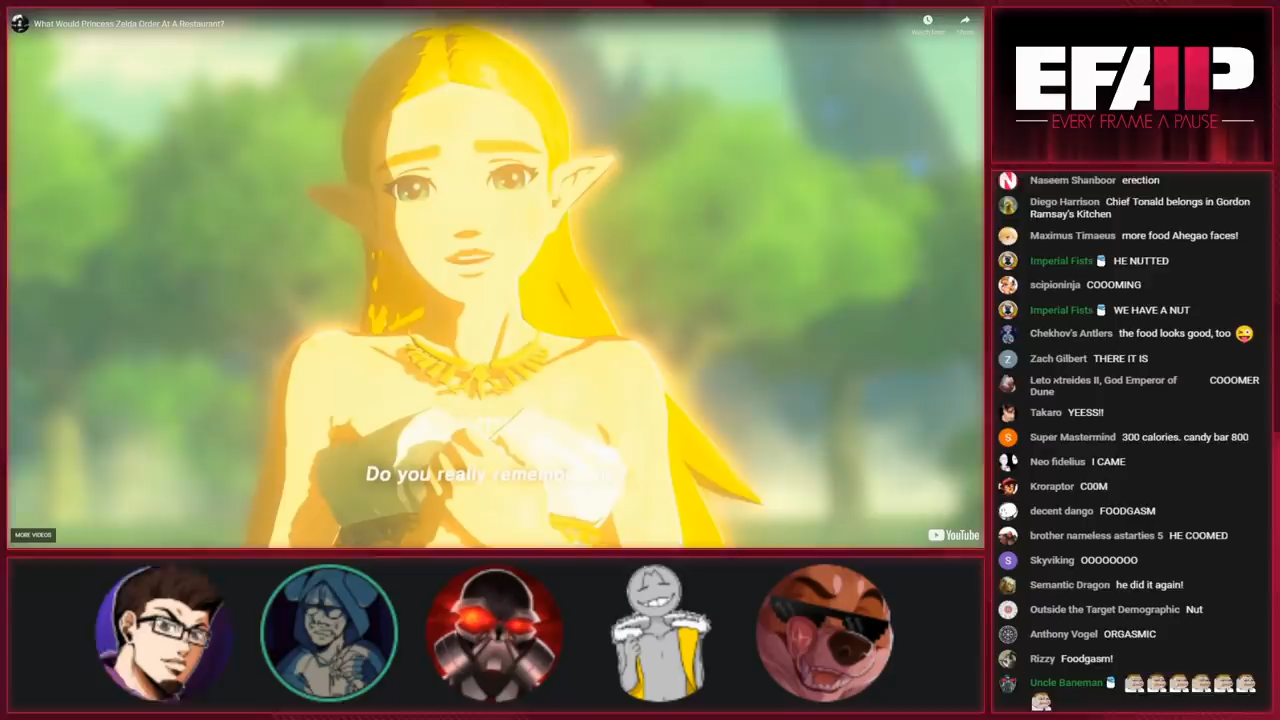 What Would Princess Zelda Order At A Restaurant?
Do you really
MORE VIDEOS
YouTube
EFAP
EVERY FRAME A PAUSE
Naseem Shanboor erection
Diego Harrison Chief Tonald belongs in Gordon
Ramsay's Kitchen
Maximus Timaeus more food Ahegao faces!
Imperial Fists HE NUTTED
scipioninja COOOMING
Imperial Fists WE HAVE A NUT
Chekhov's Antlers the food looks good, too
Z Zach Gilbert THERE IT IS
Leto xtreides II, God Emperor of COOOMER
Dune
Takaro YEESS!!
S Super Mastermind 300 calories. candy bar 800
Neo fidelius I CAME
Kroraptor C00M
decent dango FOODGASM
brother nameless astarties 5 HE COOMED
S Skyviking OOOOOOOO
Semantic Dragon he did it again!
Outside the Target Demographic Nut
Anthony Vogel ORGASMIC
Rizzy Foodgasm!
Uncle Baneman